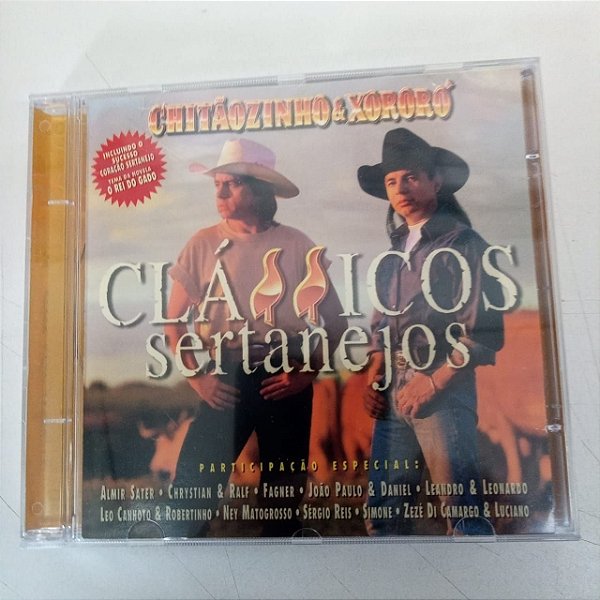 CHITÃOZINHO & XORORÓ
INCLUINDO O
SUCESSO
CORAÇÃO SERTANEJO
TEMA DA NOVELA
O REI DO GADO
CLÁSSICOS
sertanejos
PARTICIPAÇÃO ESPECIAL:
ALMIR SATER • CHRYSTIAN & RALF • FAGNER • JOÃO PAULO & DANIEL • LEANDRO & LEONARDO
LEO CANHOTO & ROBERTINHO • NEY MATOGROSSO • SÉRGIO REIS • SIMONE • ZEZÉ DI CAMARGO & LUCIANO